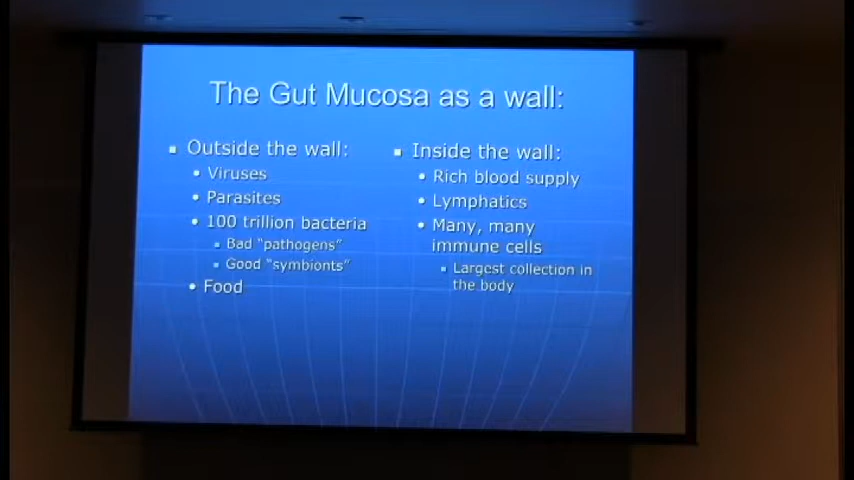 The Gut Mucosa as a wall:
Outside the wall:
Viruses
Parasites
100 trillion bacteria
Bad "pathogens"
Good "symbionts"
Food
Inside the wall:
Rich blood supply
Lymphatics
Many, many
immune cells
Largest collection in
the body